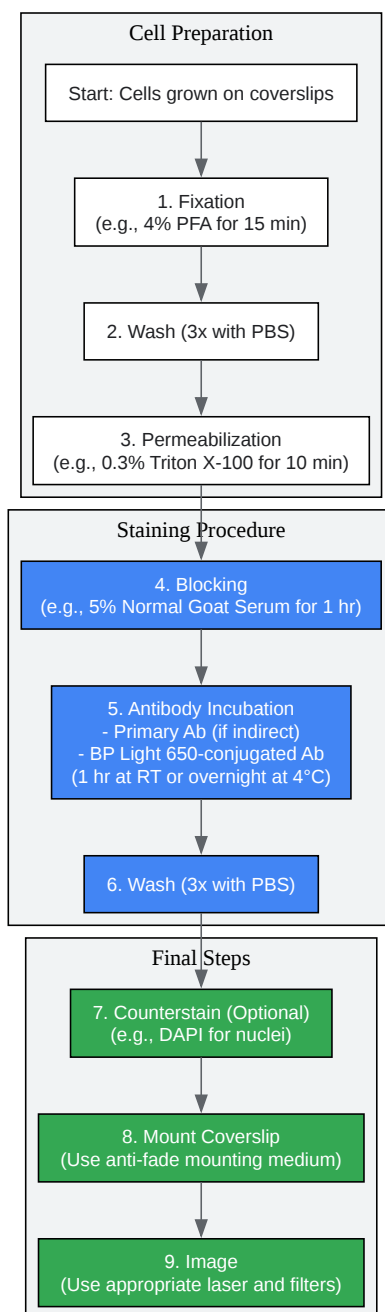 Cell Preparation
Start: Cells grown on coverslips
1. Fixation
(e.g., 4% PFA for 15 min)
2. Wash (3x with PBS)
3. Permeabilization
(e.g., 0.3% Triton X-100 for 10 min)
Staining Procedure
4. Blocking
(e.g., 5% Normal Goat Serum for 1 hr)
5. Antibody Incubation
- Primary Ab (if indirect)
- BP Light 650-conjugated Ab
(1 hr at RT or overnight at 4°C)
6. Wash (3x with PBS)
Final Steps
7. Counterstain (Optional)
(e.g., DAPI for nuclei)
8. Mount Coverslip
(Use anti-fade mounting medium)
9. Image
(Use appropriate laser and filters)